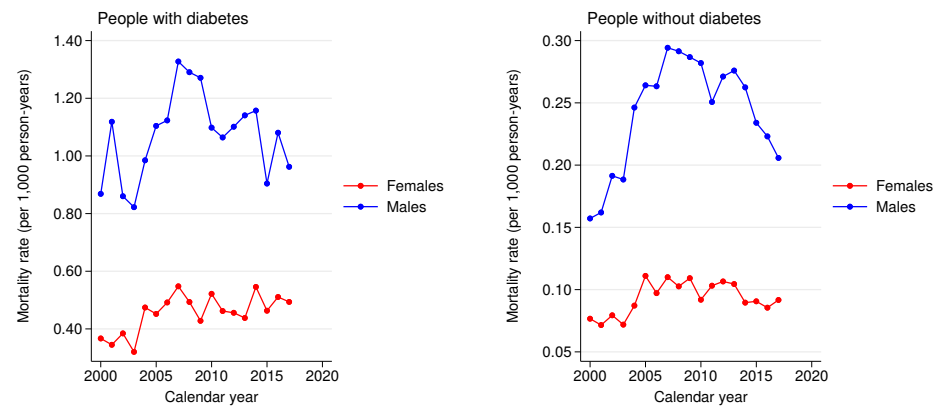 People with diabetes
Mortality rate (per 1,000 person-years)
1.40
1.20
1.00
0.80
0.60
0.40
2000 2005 2010 2015 2020
Calendar year
Females
Males
People without diabetes
Mortality rate (per 1,000 person-years)
0.30
0.25
0.20
0.15
0.10
0.05
2000 2005 2010 2015 2020
Calendar year
Females
Males